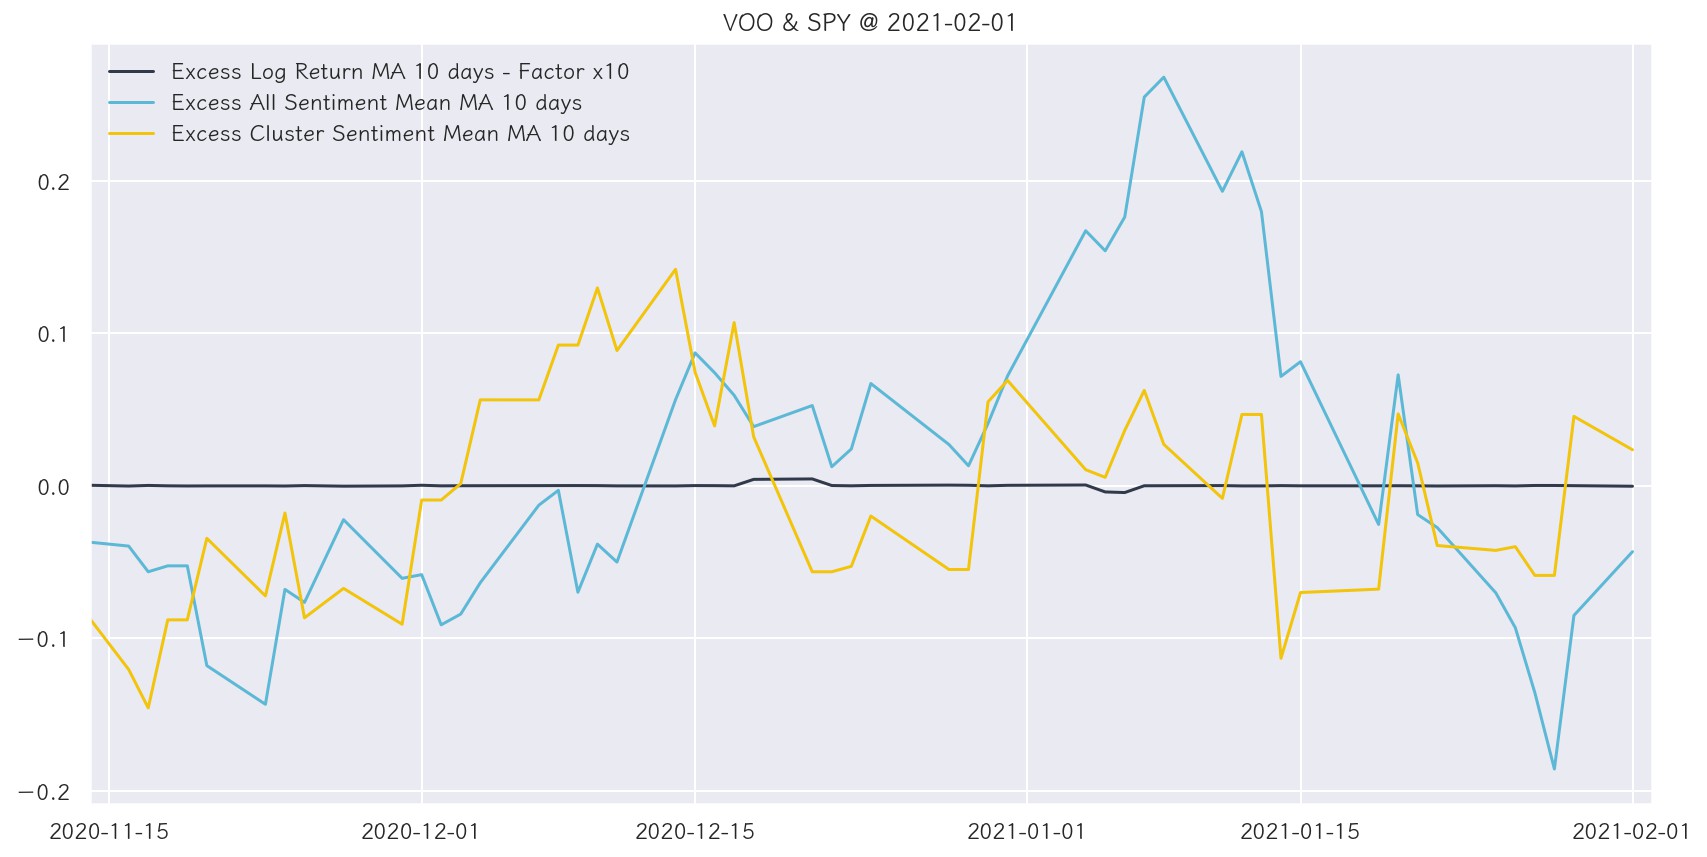 VOO & SPY @ 2021-02-01
Excess Log Return MA 10 days - Factor x10
Excess All Sentiment Mean MA 10 days
Excess Cluster Sentiment Mean MA 10 days
0.2
0.1
0.0
−0.1
−0.2
2020-11-15 2020-12-01 2020-12-15 2021-01-01 2021-01-15 2021-02-01